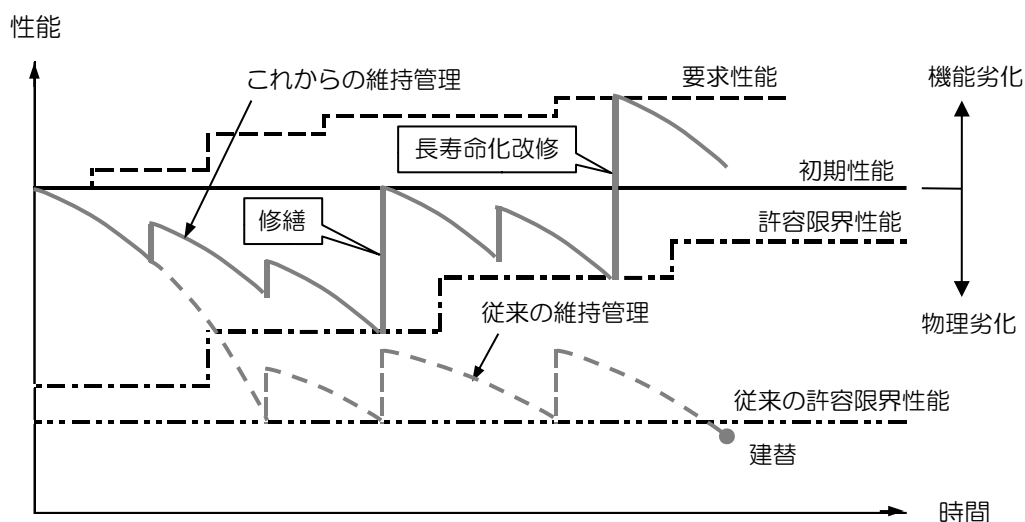 性能
これからの維持管理
要求性能
機能劣化
長寿命化改修
初期性能
修繕
許容限界性能
従来の維持管理
物理劣化
従来の許容限界性能
建替
時間